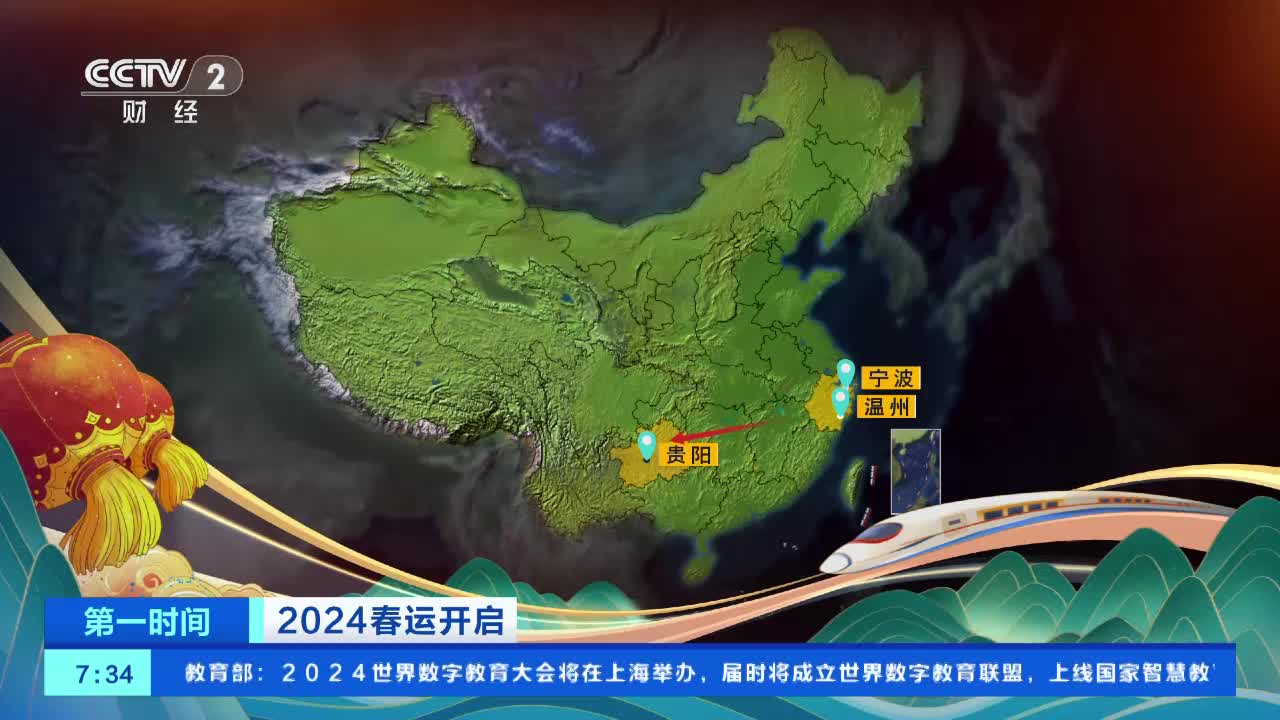 CCTV 2
财 经
宁波
温州
贵阳
第一时间
2024春运开启
7:34
教育部：2024世界数字教育大会将在上海举办，届时将成立世界数字教育联盟，上线国家智慧教